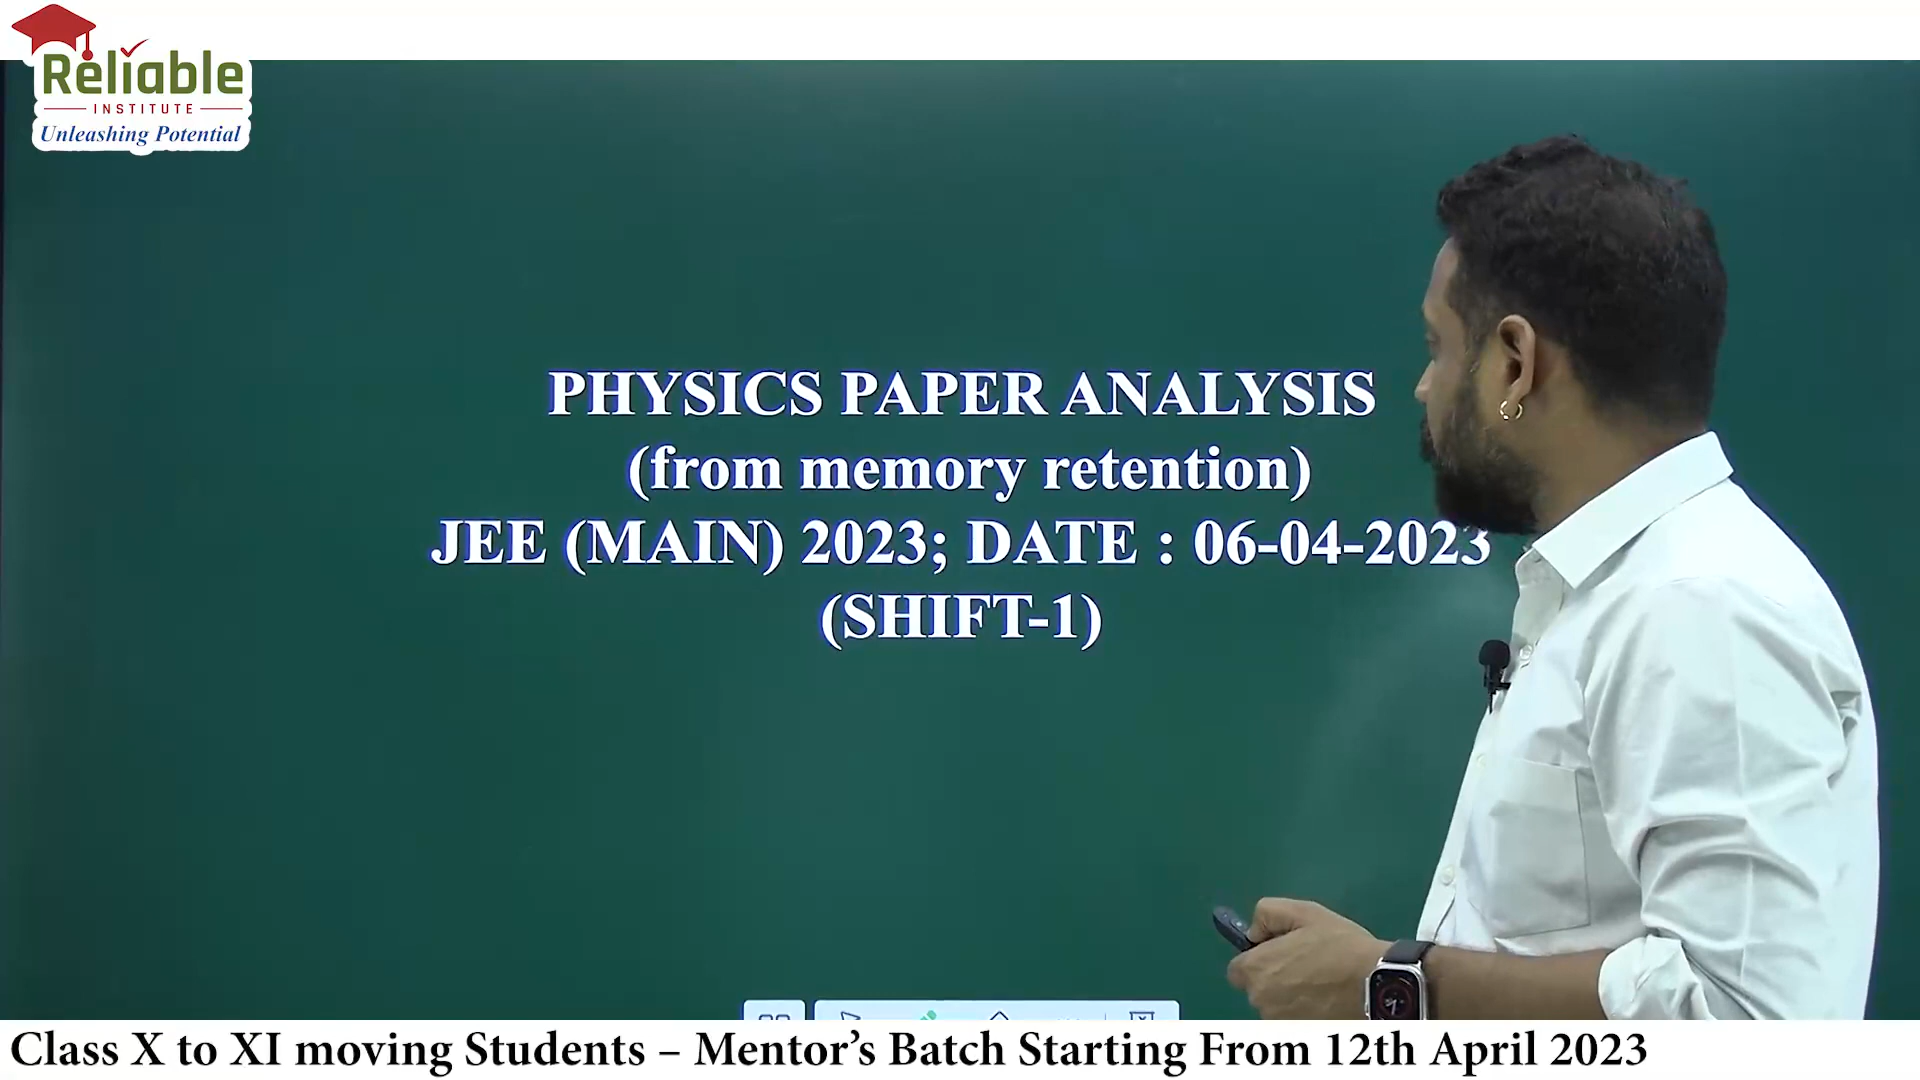 Reliable
INSTITUTE
Unleashing Potential
PHYSICS PAPER ANALYSIS
(from memory retention)
JEE (MAIN) 2023; DATE : 06-04-2023
(SHIFT-1)
Class X to XI moving Students – Mentor’s Batch Starting From 12th April 2023